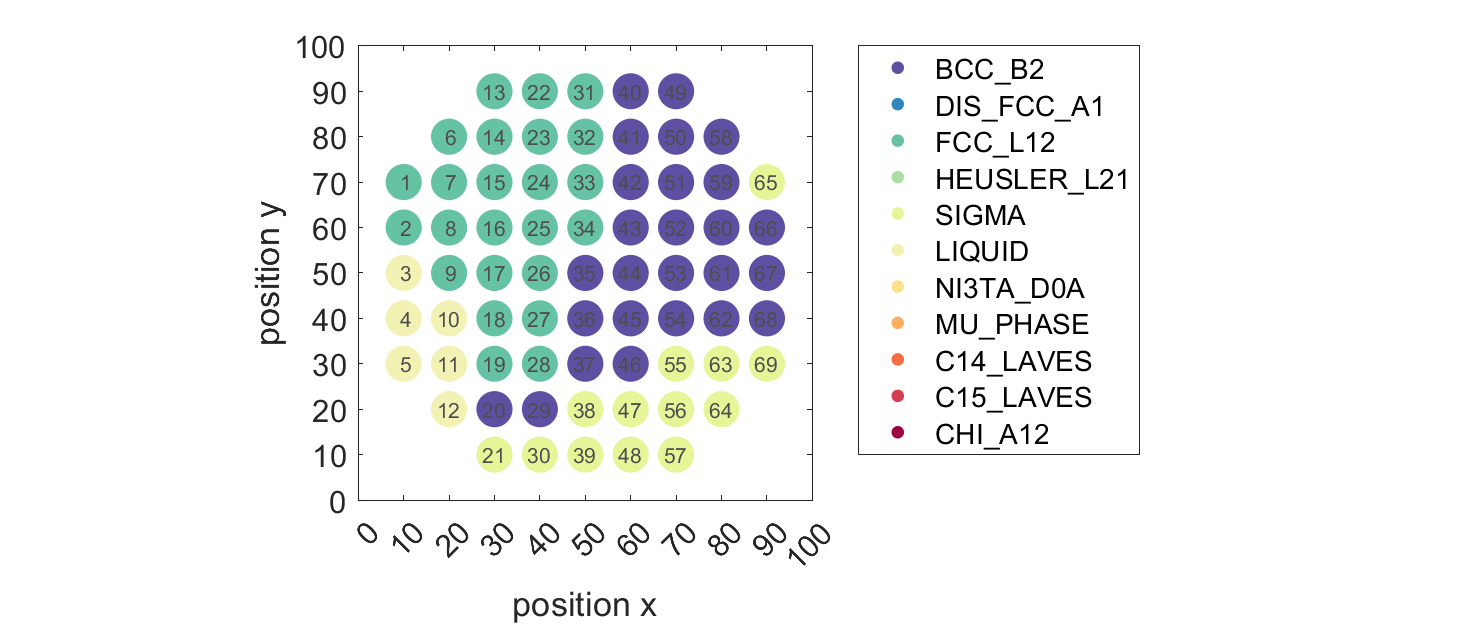 100
90
80
70
60
50
40
30
20
10
0
position y
13 22 31 40 49
6 14 23 32 41 50 58
1 7 15 24 33 42 51 59 65
2 8 16 25 34 43 52 60 66
3 9 17 26 35 44 53 61 67
4 10 18 27 36 45 54 62 68
5 11 19 28 37 46 55 63 69
12 20 29 38 47 56 64
21 30 39 48 57
0 10 20 30 40 50 60 70 80 90 100
position x
BCC_B2
DIS_FCC_A1
FCC_L12
HEUSLER_L21
SIGMA
LIQUID
NI3TA_D0A
MU_PHASE
C14_LAVES
C15_LAVES
CHI_A12